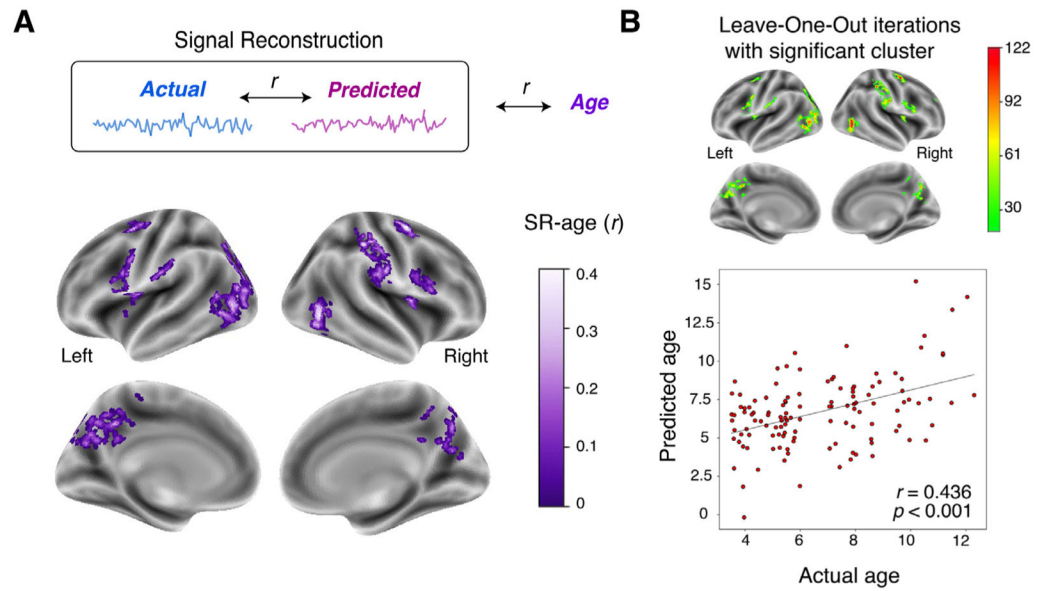 A
Signal Reconstruction
Actual
r
Predicted
r
Age
Left
Right
SR-age (r)
0.4
0.3
0.2
0.1
0
B
Leave-One-Out iterations
with significant cluster
Left
Right
122
92
61
30
Predicted age
15
12.5
10
7.5
5
2.5
0
r = 0.436
p < 0.001
4
6
8
10
12
Actual age